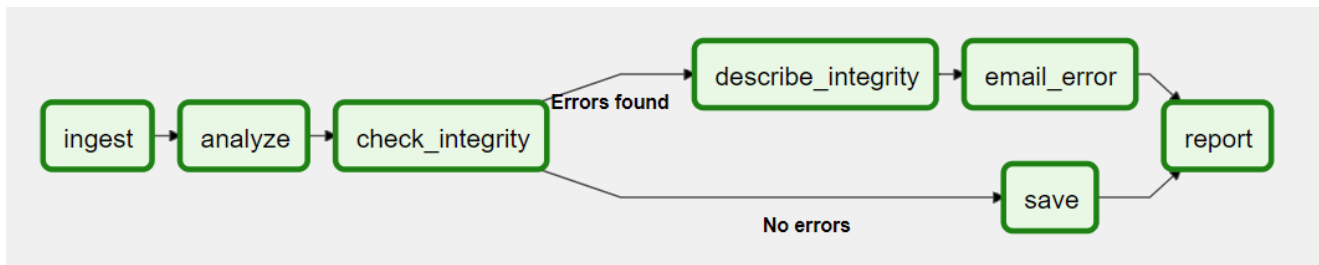 describe_integrity
email_error
Errors found
ingest
analyze
check_integrity
report
save
No errors